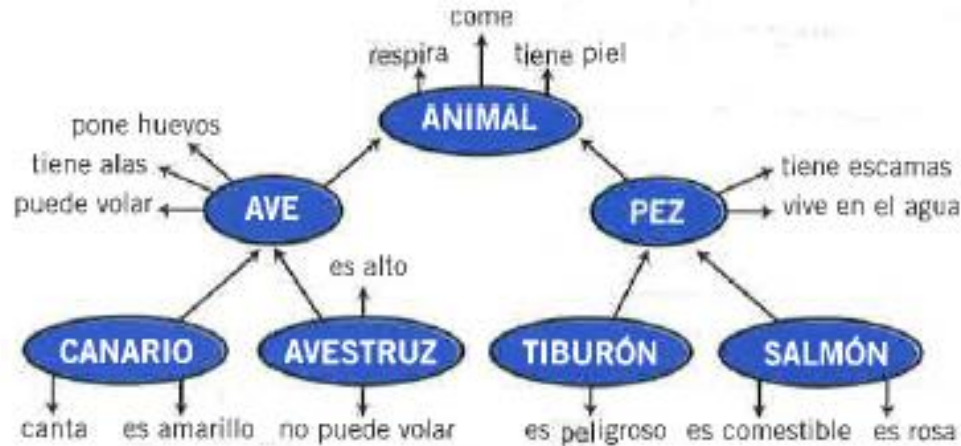 come
respira
tiene piel
ANIMAL
pone huevos
tiene alas
puede volar
AVE
PEZ
tiene escamas
vive en el agua
es alto
CANARIO
AVESTRUZ
TIBURÓN
SALMÓN
canta
es amarillo
no puede volar
es peligroso
es comestible
es rosa